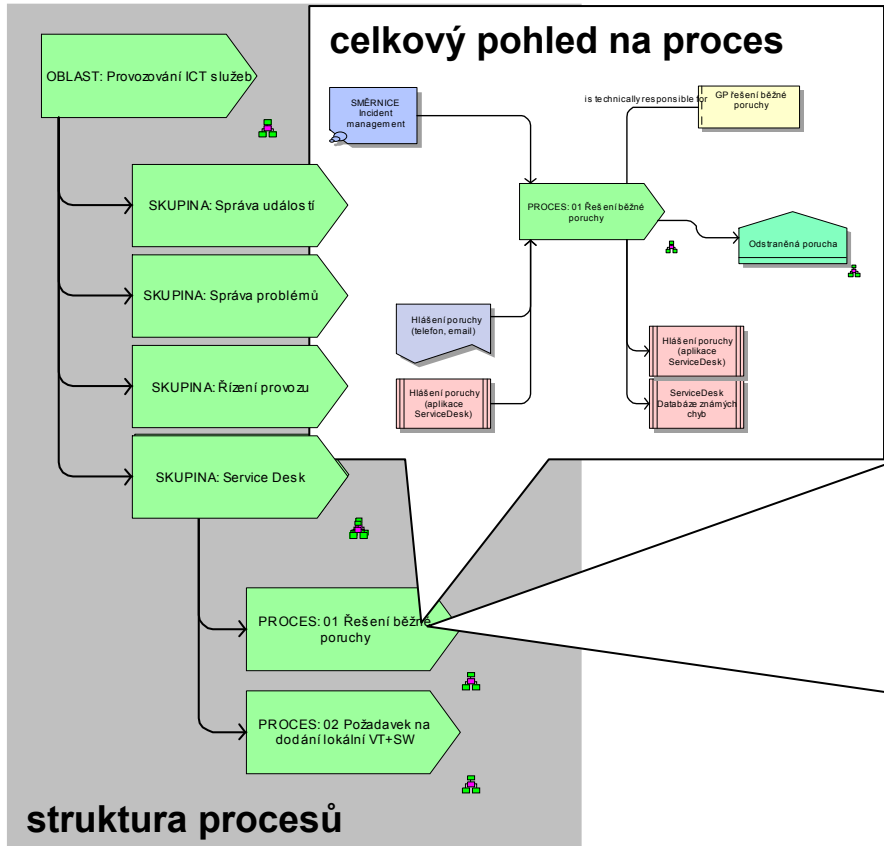 celkový pohled na proces
OBLAST: Provozování ICT služeb
SMĚRNICE
Incident
management
is technically responsible for
GP řešení běžné
poruchy
SKUPINA: Správa událostí
PROCES: 01 Řešení běžné
poruchy
Odstraněná porucha
SKUPINA: Správa problémů
Hlášení poruchy
(telefon, email)
Hlášení poruchy
(aplikace
ServiceDesk)
SKUPINA: Řízení provozu
Hlášení poruchy
(aplikace
ServiceDesk)
ServiceDesk
Databáze známých
chyb
SKUPINA: Service Desk
PROCES: 01 Řešení běžné
poruchy
PROCES: 02 Požadavek na
dodání lokální VT+SW
struktura procesů